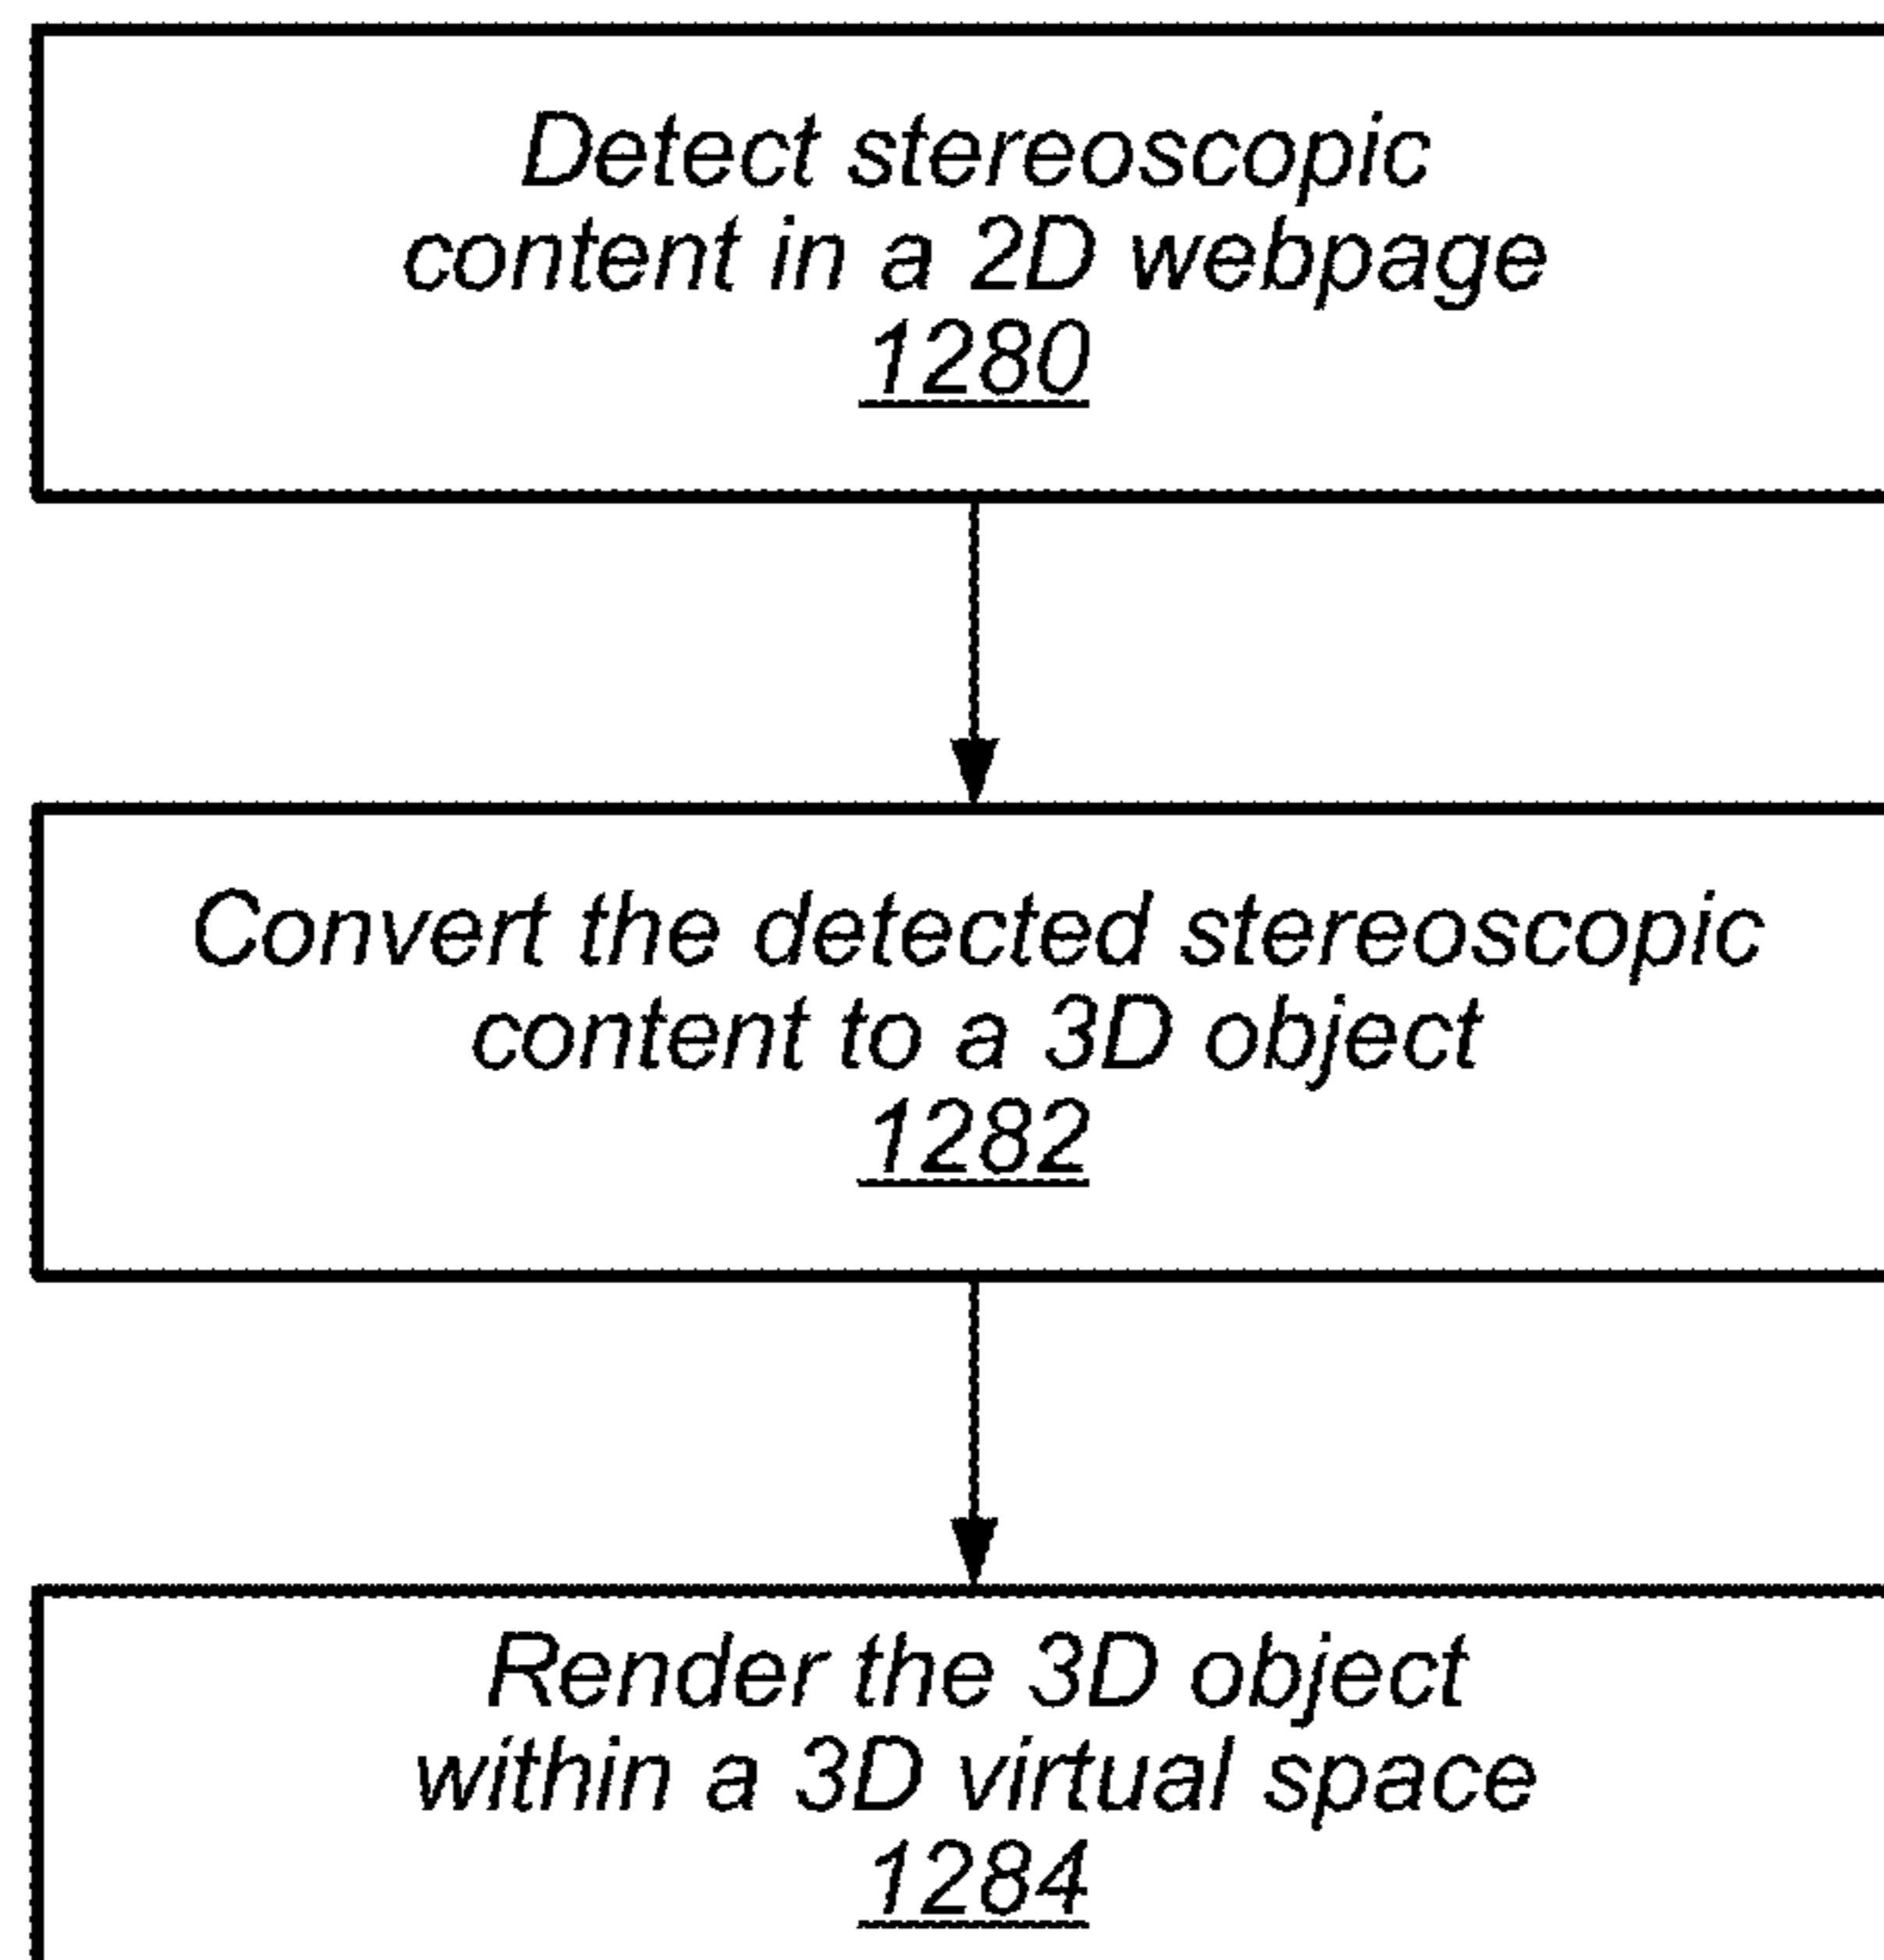 Detect stereoscopic
content in a 2D webpage
1280
Convert the detected stereoscopic
content to a 3D object
1282
Render the 3D object
within a 3D virtual space
1284